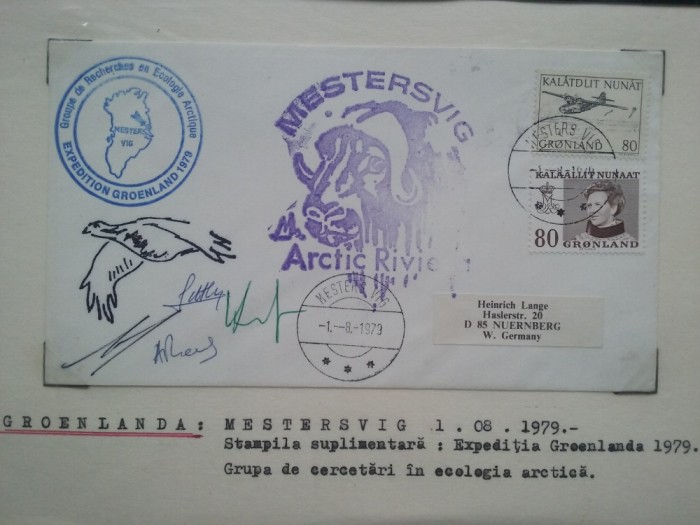 Groupe de Recherches en Ecologie Arctique
MESTERS
VIG
EXPEDITION GROENLAND 1979
MESTERSVIG
Arctic Rivie
KALÂTDLIT NUNÂT
GRØNLAND 80
MESTERS VIG
KALAALLIT NUNAAT
80 GRØNLAND
MESTERS VIG
-1.-8.-1979
Heinrich Lange
Haslerstr. 20
D 85 NUERNBERG
W. Germany
GROENLANDA: MESTERSVIG 1.08.1979.-
Stampila suplimentară : Expediția Groenlanda 1979.
Grupa de cercetări în ecologia arctică.